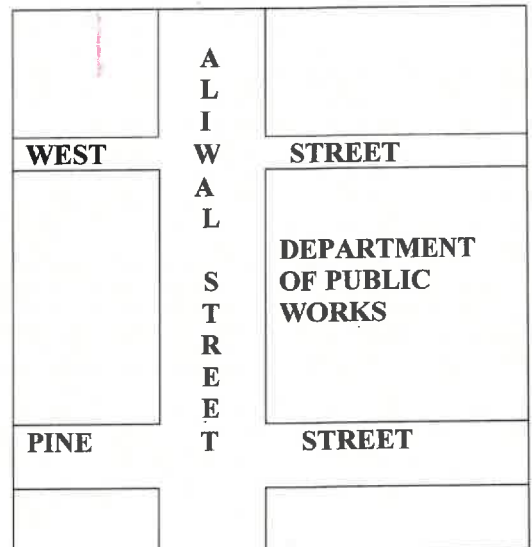 ALIWAL STREET
WEST STREET
DEPARTMENT
OF PUBLIC
WORKS
PINE STREET